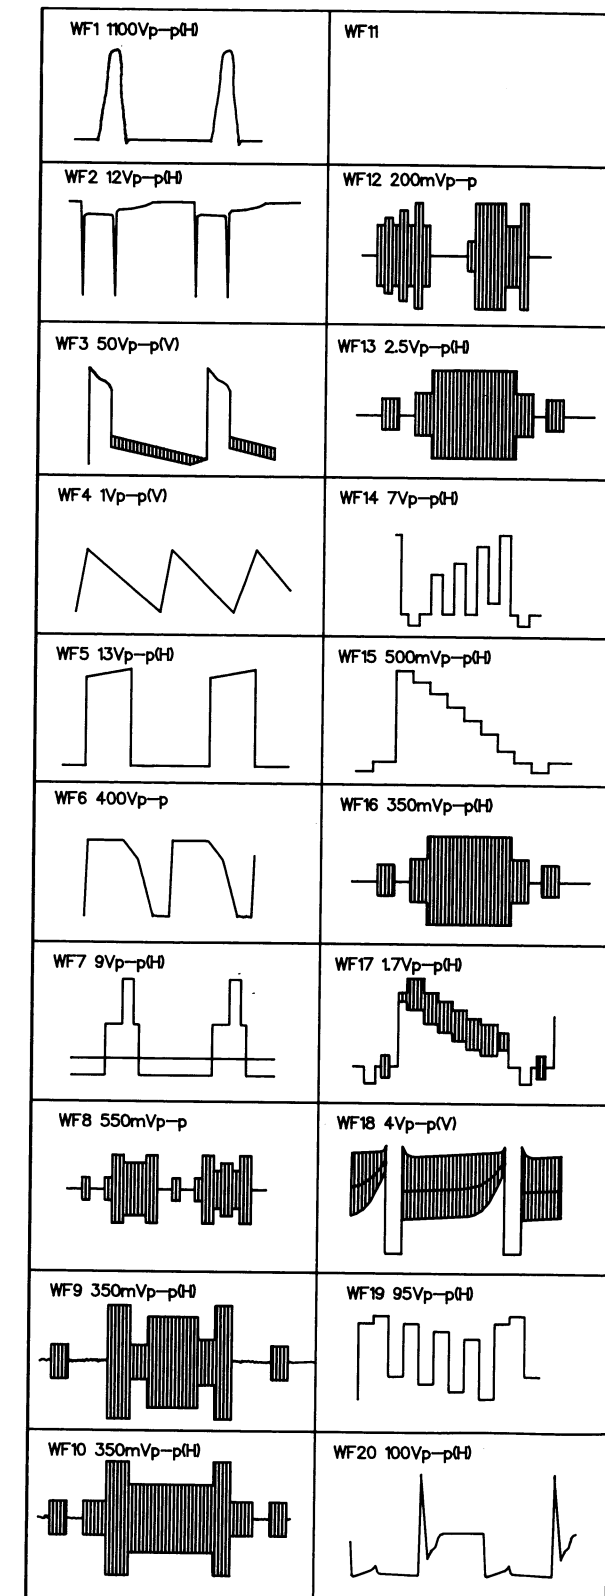 WF1 1100Vp-p(H)
WF11
WF2 12Vp-p(H)
WF12 200mVp-p
WF3 50Vp-p(V)
WF13 2.5Vp-p(H)
WF4 1Vp-p(V)
WF14 7Vp-p(H)
WF5 13Vp-p(H)
WF15 500mVp-p(H)
WF6 400Vp-p
WF16 350mVp-p(H)
WF7 9Vp-p(H)
WF17 1.7Vp-p(H)
WF8 550mVp-p
WF18 4Vp-p(V)
WF9 350mVp-p(H)
WF19 95Vp-p(H)
WF10 350mVp-p(H)
WF20 100Vp-p(H)